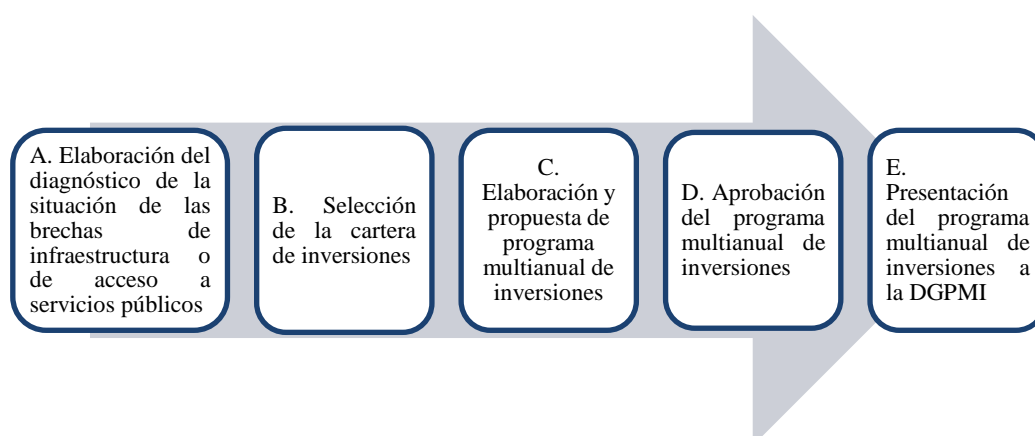 A. Elaboración del
diagnóstico de la
situación de las
brechas de
infraestructura o
de acceso a
servicios públicos
B. Selección
de la cartera
de inversiones
C.
Elaboración y
propuesta de
programa
multianual de
inversiones
D. Aprobación
del programa
multianual de
inversiones
E.
Presentación
del programa
multianual de
inversiones a
la DGPMI